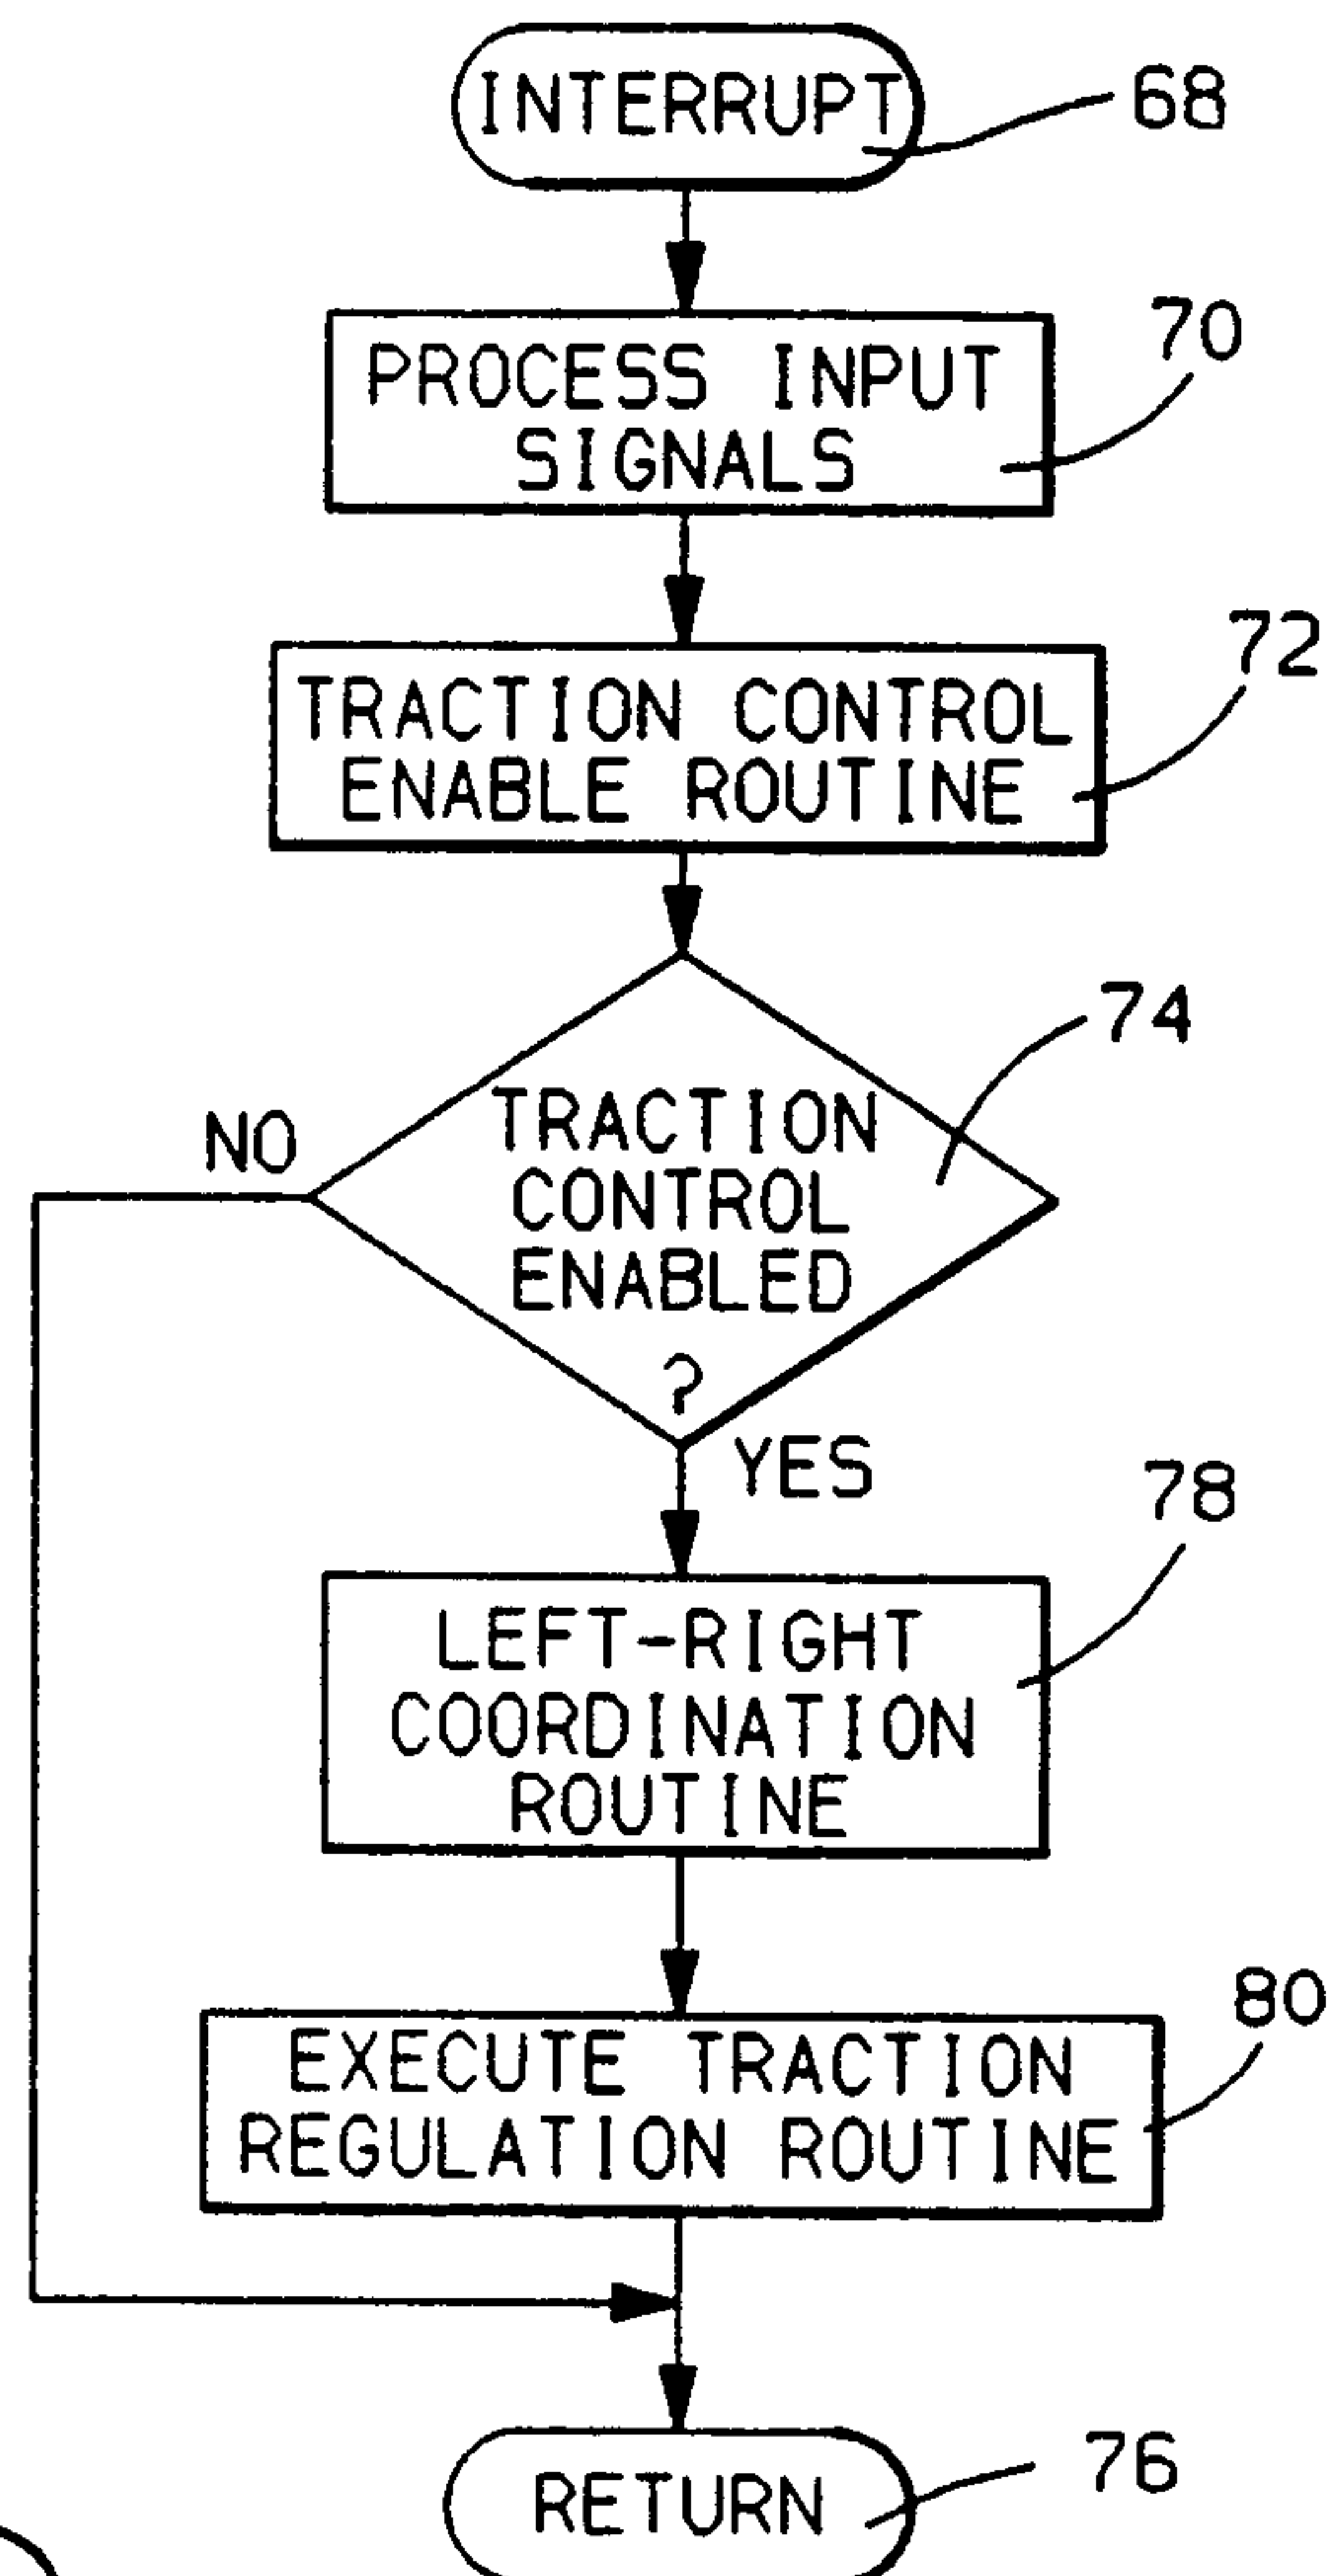 INTERRUPT
68
PROCESS INPUT
SIGNALS
70
TRACTION CONTROL
ENABLE ROUTINE
72
TRACTION
CONTROL
ENABLED
?
74
NO
YES
LEFT-RIGHT
COORDINATION
ROUTINE
78
EXECUTE TRACTION
REGULATION ROUTINE
80
RETURN
76